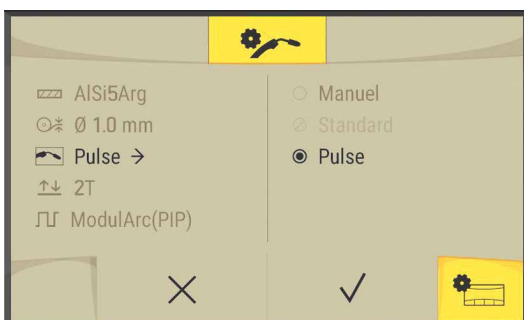 AlSi5Arg
Ø 1.0 mm
Pulse →
2T
ModulArc(PIP)
Manuel
Standard
Pulse